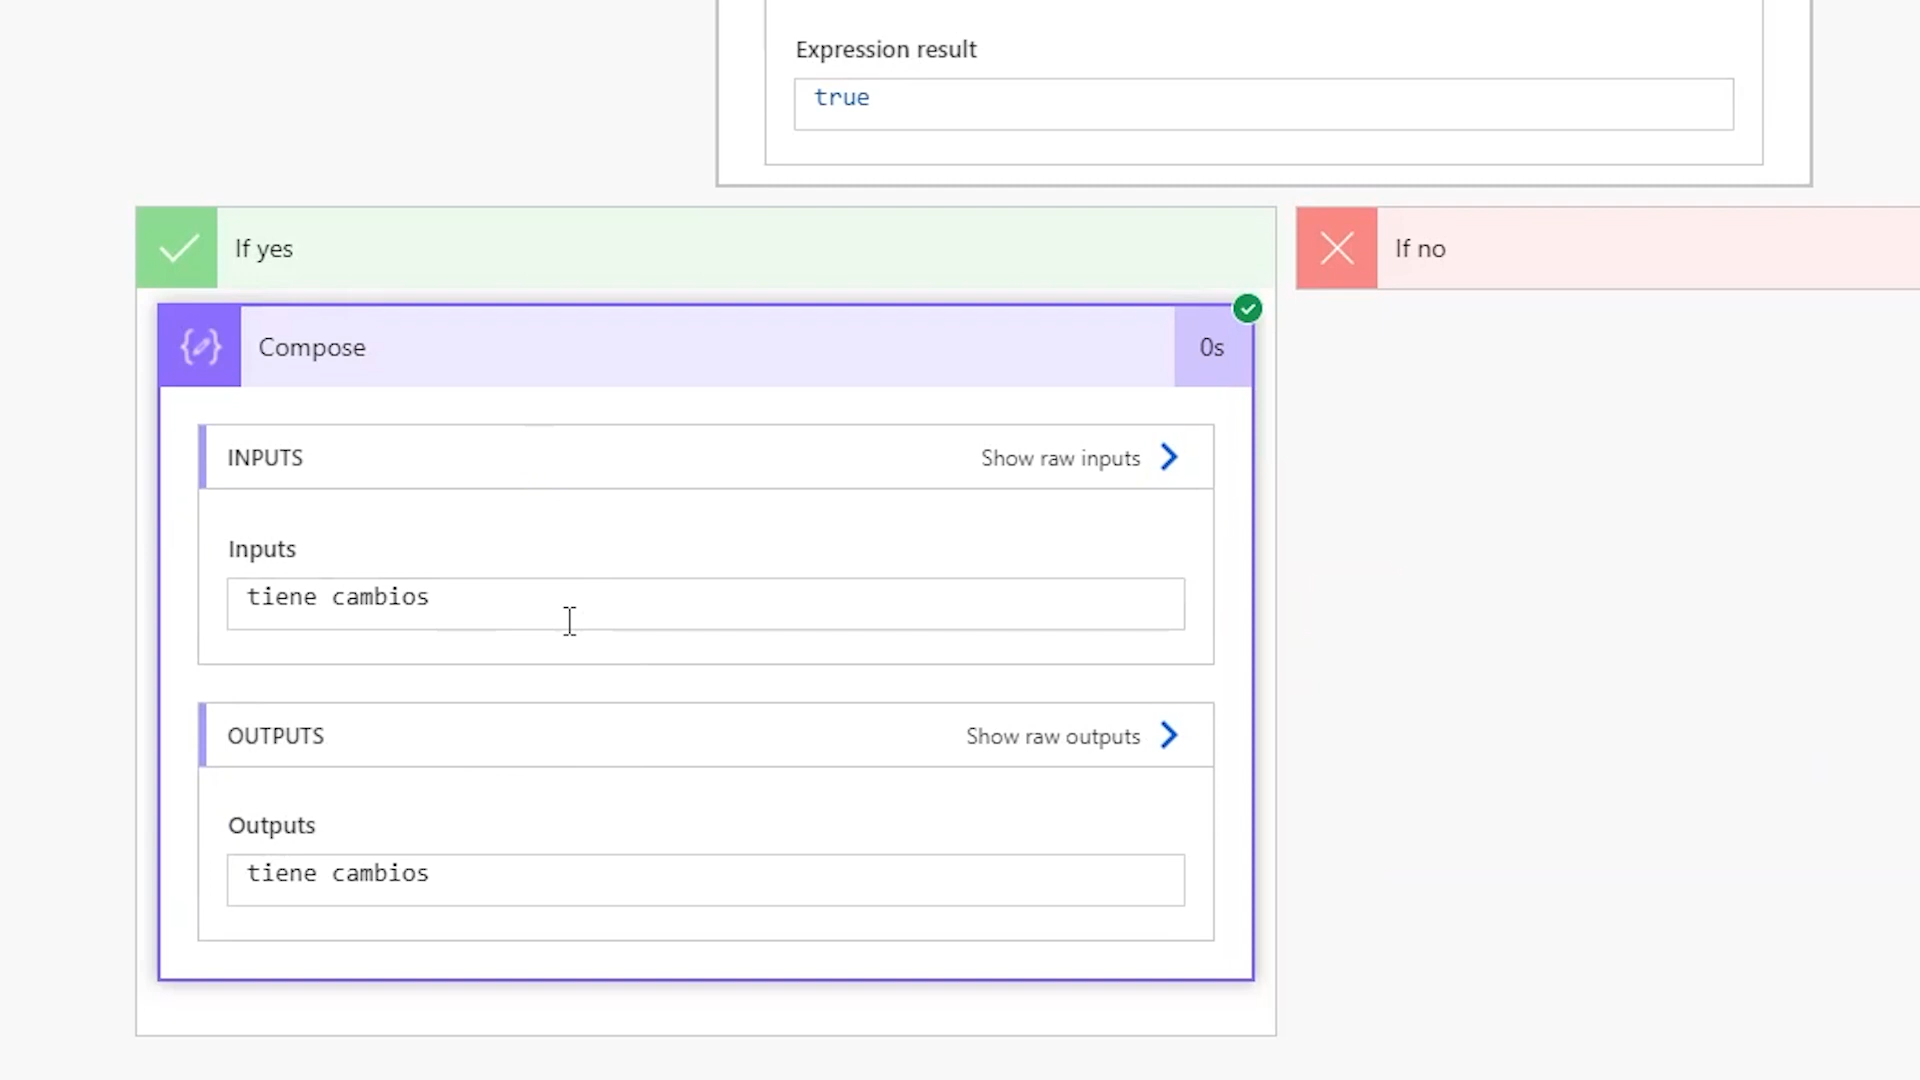 Expression result
true
If yes
If no
Compose
0s
INPUTS
Show raw inputs
Inputs
tiene cambios
OUTPUTS
Show raw outputs
Outputs
tiene cambios